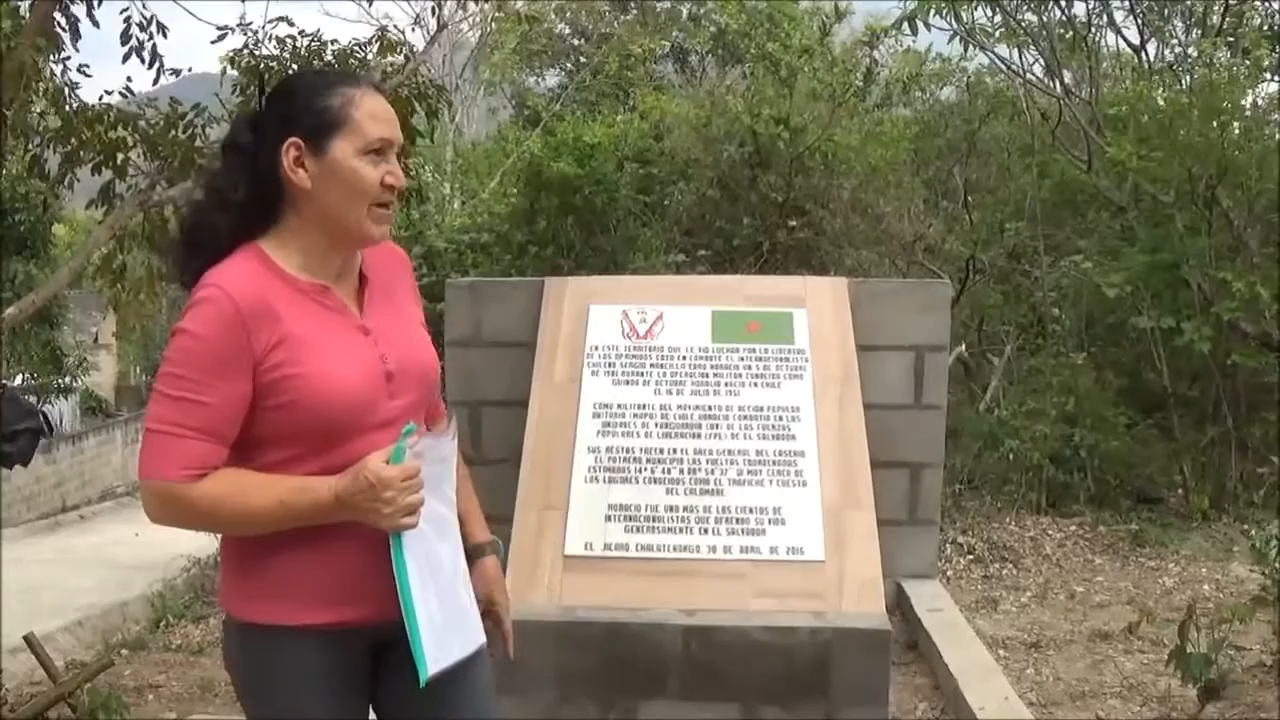 EN ESTE TERRITORIO QUE LE VIO LUCHAR POR LA LIBERTAD
DE LOS OPRIMIDOS CAYO EN COMBATE EL INTERNACIONALISTA
CHILENO SERGIO MANCILLA CARO HORACIO UN 5 DE OCTUBRE
DE 1981 DURANTE LA OPERACION MILITAR CONOCIDA COMO
GUINDA DE OCTUBRE HORACIO NACIO EN CHILE
EL 16 DE JULIO DE 1951
COMO MILITANTE DEL MOVIMIENTO DE ACCION POPULAR
UNITARIA (MAPU) DE CHILE, HORACIO COMBATIO EN LAS
UNIDADES DE VANGUARDIA (UV) DE LAS FUERZAS
POPULARES DE LIBERACION (FPL) DE EL SALVADOR
SUS RESTOS YACEN EN EL AREA GENERAL DEL CASERIO
EL POTRERO, MUNICIPIO LAS VUELTAS COORDENADAS
ESTIMADAS 14° 6' 48" N 88° 54' 37" W MUY CERCA DE
LOS LUGARES CONOCIDOS COMO EL TRAPICHE Y CUESTA
DEL CALAMBRE
HORACIO FUE UNO MAS DE LOS CIENTOS DE
INTERNACIONALISTAS QUE OFRENDO SU VIDA
GENEROSAMENTE EN EL SALVADOR
EL JICARO, CHALATENANGO, 30 DE ABRIL DE 2016